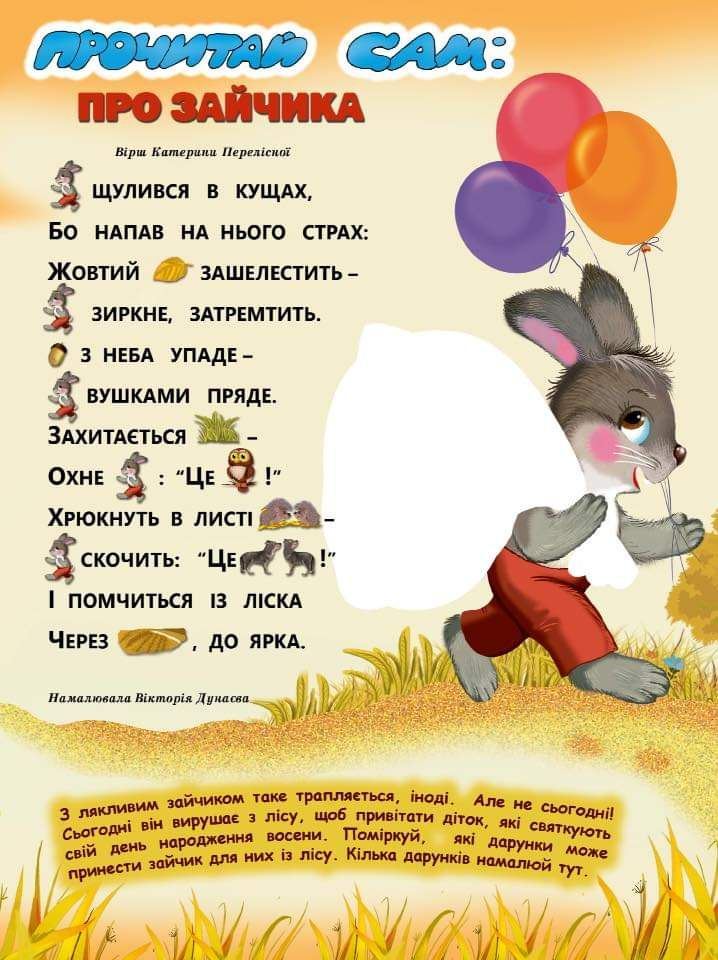 ПРОЧИТАЙ САМ:
ПРО ЗАЙЧИКА
Вірш Катерини Перелісної
ЩУЛИВСЯ В КУЩАХ,
БО НАПАВ НА НЬОГО СТРАХ:
ЖОВТИЙ ЗАШЕЛЕСТИТЬ –
ЗИРКНЕ, ЗАТРЕМТИТЬ.
З НЕБА УПАДЕ –
ВУШКАМИ ПРЯДЕ.
ЗАХИТАЄТЬСЯ –
ОХНЕ : “ЦЕ !”
ХРЮКНУТЬ В ЛИСТІ –
СКОЧИТЬ: “ЦЕ !”
І ПОМЧИТЬСЯ ІЗ ЛІСКА
ЧЕРЕЗ , ДО ЯРКА.
Намалювала Вікторія Дунаєва
З лякливим зайчиком таке трапляється, іноді. Але не сьогодні!
Сьогодні він вирушає з лісу, щоб привітати діток, які святкують
свій день народження восени. Поміркуй, які дарунки може
принести зайчик для них із лісу. Кілька дарунків намалюй тут.